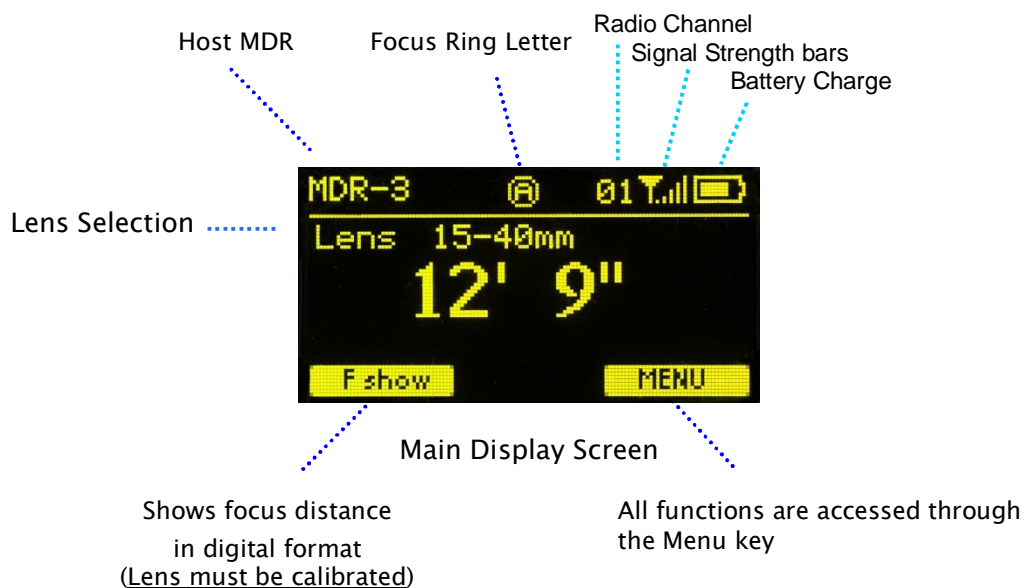 Radio Channel
Host MDR
Focus Ring Letter
Signal Strength bars
Battery Charge
MDR-3 Ⓐ 01
Lens Selection
Lens 15-40mm
12' 9"
F show MENU
Main Display Screen
Shows focus distance
in digital format
(Lens must be calibrated)
All functions are accessed through
the Menu key